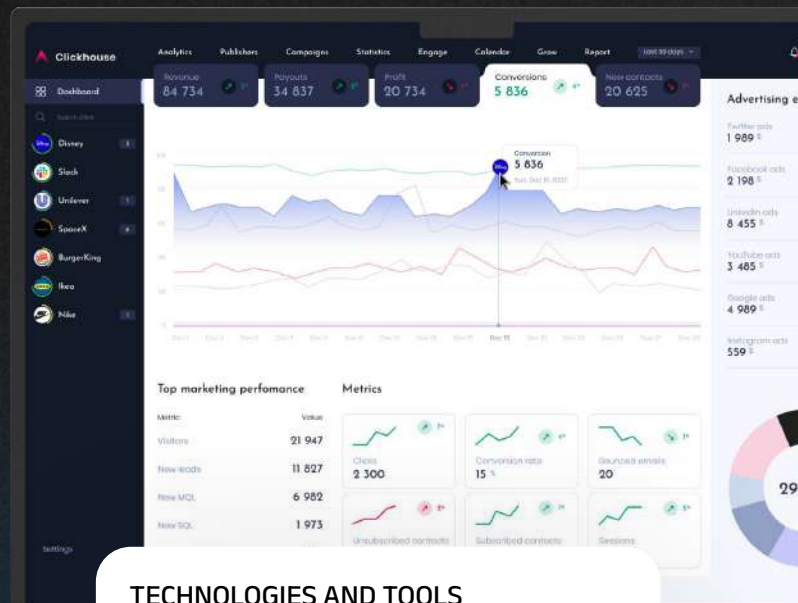 Clickhouse
Analytics Publishers Campaigns Statistics Engage Calendar Grow Report Last 30 days
Revenue
84 734
Payouts
34 837
Profit
20 734
Conversions
5 836
New contacts
20 625
Dashboard
Disney
Slack
Unilever
SpaceX
BurgerKing
Ikea
Nike
Settings
Conversion
5 836
Top marketing perfomance
Metric Value
Visitors 21 947
New leads 11 827
New MQL 6 982
New SQL 1 973
Metrics
Clicks
2 300
Conversion rate
15 %
Bounced emails
20
Unsubscribed contacts
Subscribed contacts
Sessions
Advertising e
Twitter ads
1 989 $
Facebook ads
2 198 $
LinkedIn ads
8 455 $
YouTube ads
3 485 $
Google ads
4 989 $
Instagram ads
559 $
29
TECHNOLOGIES AND TOOLS